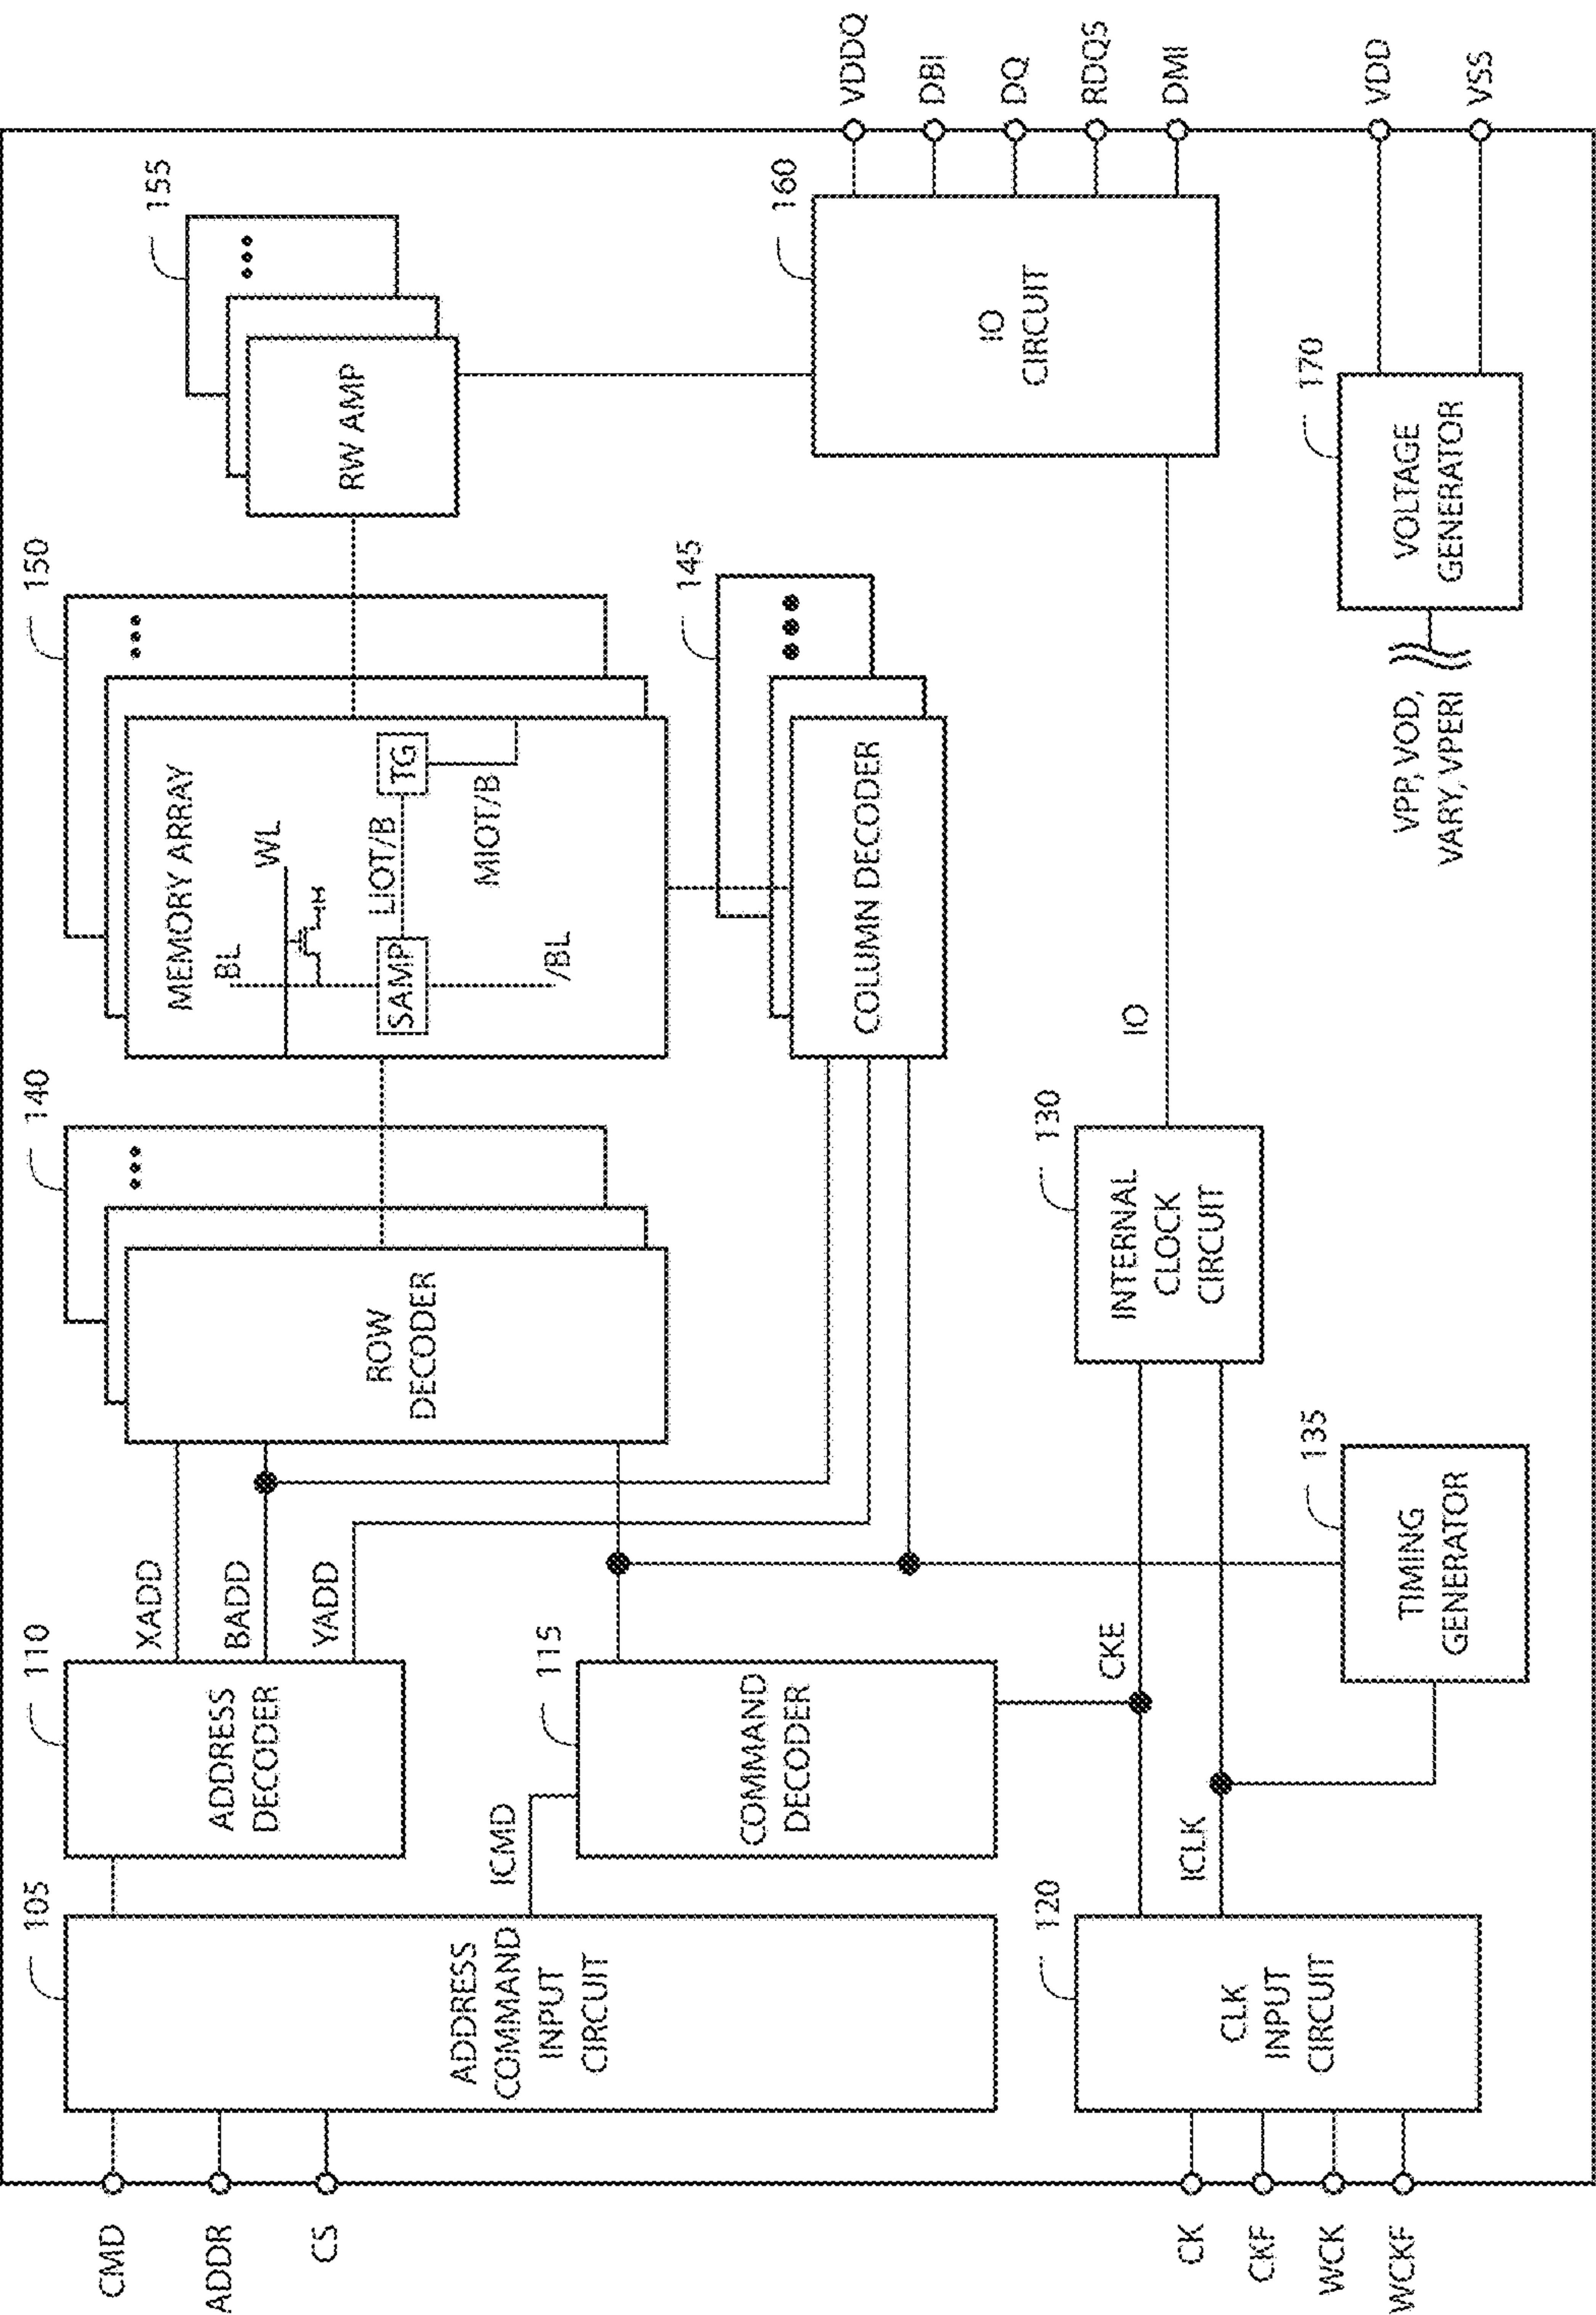 105
110
140
150
155
CMD
ADDR
CS
ADDRESS
COMMAND
INPUT
CIRCUIT
ADDRESS
DECODER
XADD
BADD
YADD
ROW
DECODER
MEMORY ARRAY
BL
WL
SAMP
LIOT/B
TG
MIOT/B
/BL
RW AMP
ICMD
115
COMMAND
DECODER
145
COLUMN DECODER
160
IO
CIRCUIT
VDDQ
DBI
DQ
RDQS
DMI
120
CK
CKF
WCK
WCKF
CLK
INPUT
CIRCUIT
CKE
ICLK
130
INTERNAL
CLOCK
CIRCUIT
IO
135
TIMING
GENERATOR
170
VOLTAGE
GENERATOR
VPP, VOD,
VARY, VPERI
VDD
VSS